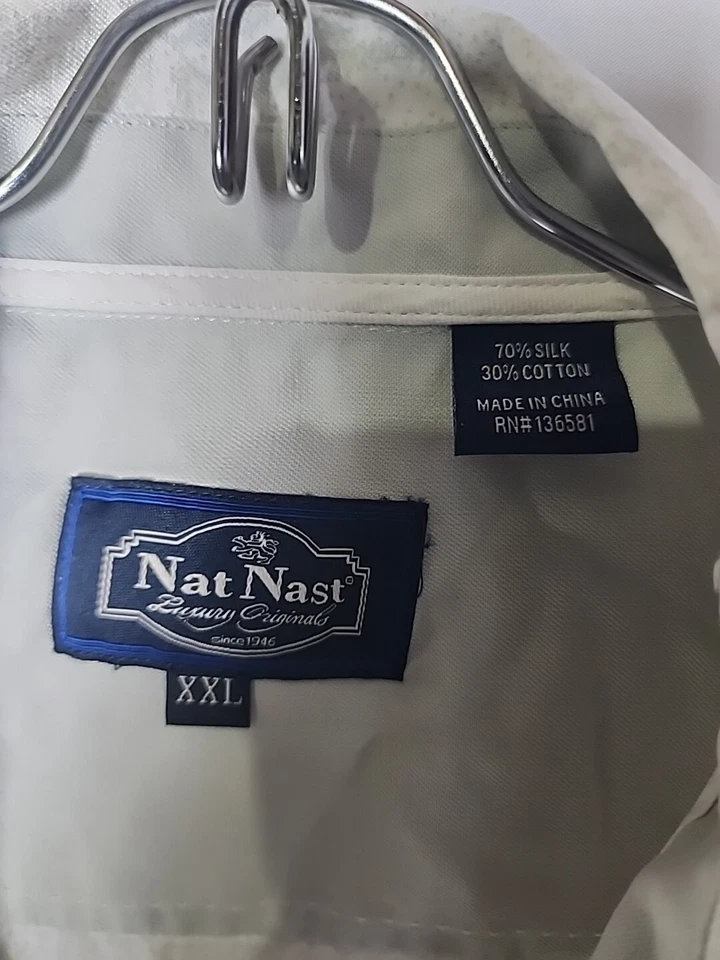 70% SILK
30% COTTON
MADE IN CHINA
RN#136581
Nat Nast
Luxury Originals
since 1946
XXL